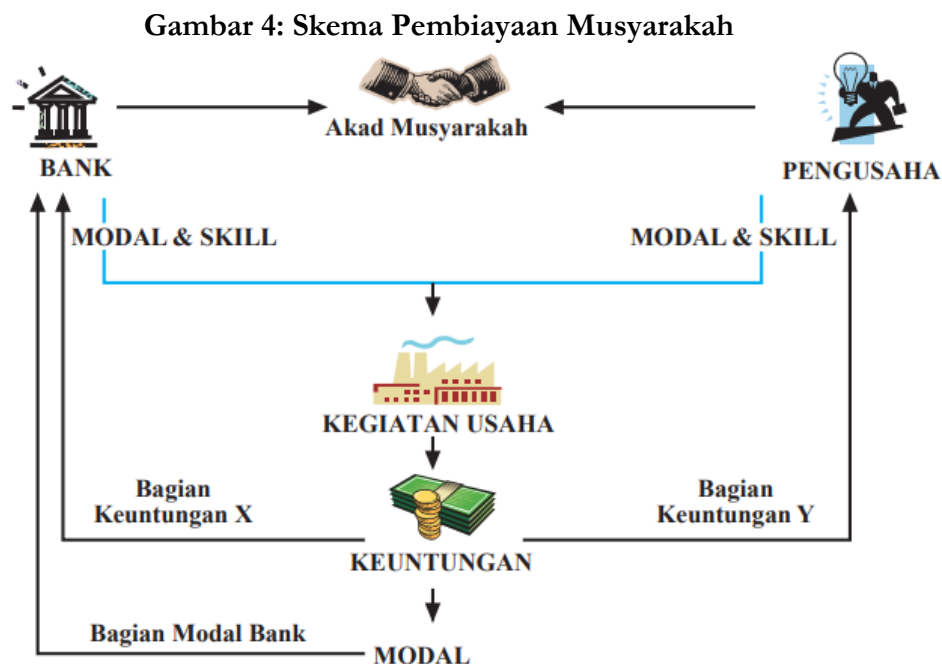 Gambar 4: Skema Pembiayaan Musyarakah
Akad Musyarakah
BANK
PENGUSAHA
MODAL & SKILL
MODAL & SKILL
KEGIATAN USAHA
Bagian
Keuntungan X
Bagian
Keuntungan Y
KEUNTUNGAN
Bagian Modal Bank
MODAL